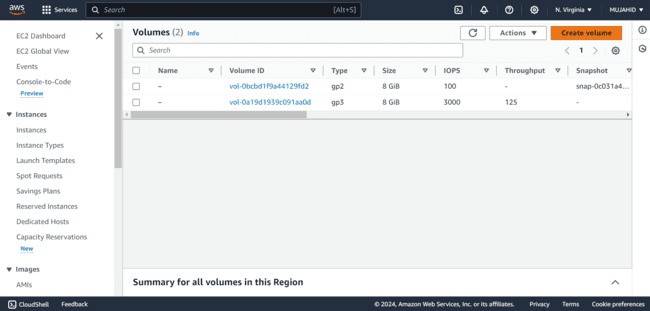 aws Services Search [Alt+S] N. Virginia MUJAHID
EC2 Dashboard
EC2 Global View
Events
Console-to-Code
Preview
Instances
Instances
Instance Types
Launch Templates
Spot Requests
Savings Plans
Reserved Instances
Dedicated Hosts
Capacity Reservations
New
Images
AMIs
Volumes (2) Info
Actions Create volume
Search
1
Name Volume ID Type Size IOPS Throughput Snapshot
– vol-0bcbd1f9a44129fd2 gp2 8 GiB 100 - snap-0c031a4...
– vol-0a19d1939c091aa0d gp3 8 GiB 3000 125 -
Summary for all volumes in this Region
CloudShell Feedback © 2024, Amazon Web Services, Inc. or its affiliates. Privacy Terms Cookie preferences